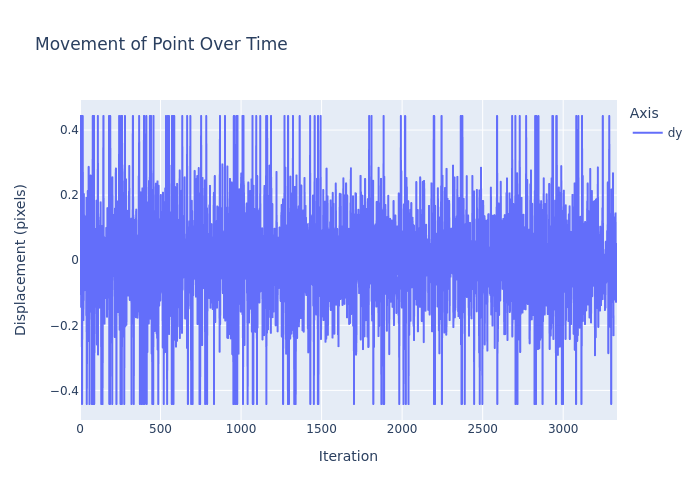 Movement of Point Over Time
Axis
dy
Displacement (pixels)
0.4
0.2
0
−0.2
−0.4
0 500 1000 1500 2000 2500 3000
Iteration